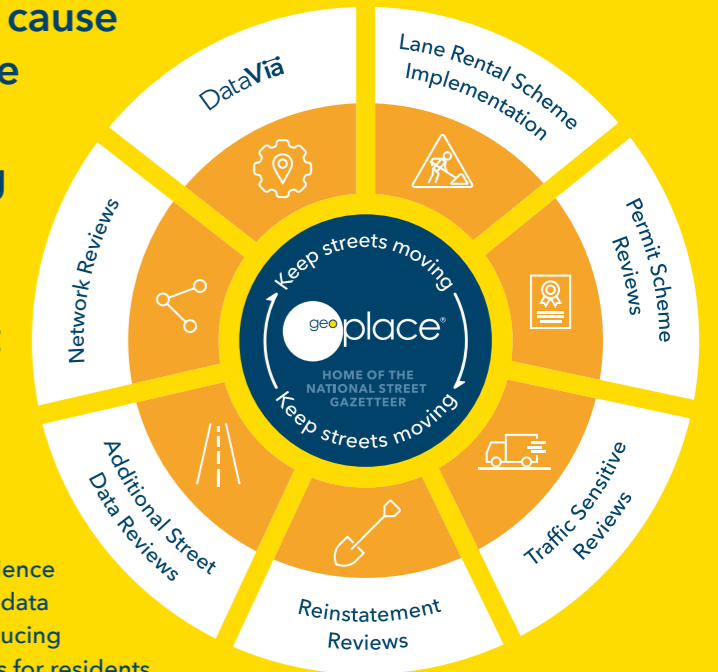 cause
e
g
DataVia
Lane Rental Scheme
Implementation
Permit Scheme
Reviews
Traffic Sensitive
Reviews
Reinstatement
Reviews
Additional Street
Data Reviews
Network Reviews
Keep streets moving
geoplace®
HOME OF THE
NATIONAL STREET
GAZETTEER
Keep streets moving
ience
data
ucing
s for residents